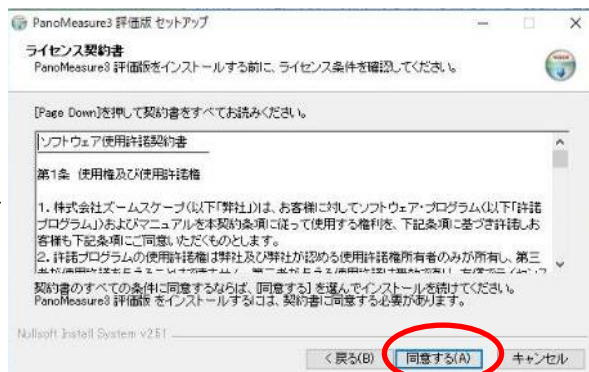 PanoMeasure3 評価版 セットアップ
ライセンス契約書
PanoMeasure3 評価版をインストールする前に、ライセンス条件を確認してください。
[Page Down]を押して契約書をすべてお読みください。
ソフトウェア使用許諾契約書
第1条 使用権及び使用許諾権
1. 株式会社ズームスケープ(以下「弊社」)は、お客様に対してソフトウェア・プログラム(以下「許諾
プログラム」)およびマニュアルを本契約条項に従って使用する権利を、下記条項に基づき許諾しお
客様も下記条項にご同意いただくものとします。
2. 許諾プログラムの使用権は弊社及び弊社が認める使用許諾権所有者のみが所有し、第三
契約書のすべての条件に同意するならば、[同意する] を選んでインストールを続けてください。
PanoMeasure3 評価版 をインストールするには、契約書に同意する必要があります。
Nullsoft Install System v2.51
< 戻る(B)
同意する(A)
キャンセル